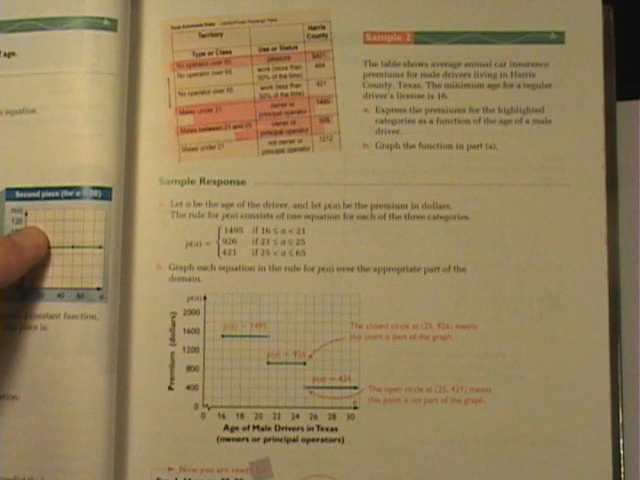 f age.
equation
Second piece (for a
p(a)
120
40 60 a
constant function,
Territory
Harris
County
Type or Class
Use or Status
No operator over 65
pleasure
No operator over 65
work (more than
50% of the time)
464
No operator over 65
work (less than
50% of the time)
421
Males under 21
owner or
principal operator
1495
Males between 21 and 25
owner or
principal operator
Males under 21
not owner or
principal operator
1212
Sample 2
The table shows average annual car insurance
premiums for male drivers living in Harris
County, Texas. The minimum age for a regular
driver's license is 16.
a. Express the premiums for the highlighted
categories as a function of the age of a male
driver.
b. Graph the function in part (a).
Sample Response
a. Let a be the age of the driver, and let p(a) be the premium in dollars.
The rule for p(a) consists of one equation for each of the three categories.
1495 if 16 ≤ a < 21
p(a) = 926 if 21 ≤ a ≤ 25
421 if 25 < a ≤ 65
b. Graph each equation in the rule for p(a) over the appropriate part of the
domain.
p(a)
2000
1600
1200
800
400
0
Premium (dollars)
p(a) = 1495
p(a) = 926
p(a) = 421
The closed circle at (25, 926) means
this point is part of the graph.
The open circle at (25, 421) means
this point is not part of the graph.
0 16 18 20 22 24 26 28 30
a
Age of Male Drivers in Texas
(owners or principal operators)
Now you are ready for: